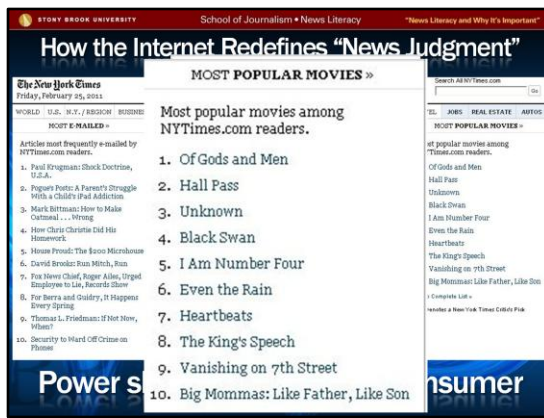 STONY BROOK UNIVERSITY
School of Journalism • News Literacy
"News Literacy and Why It's Important"
How the Internet Redefines “News Judgment”
The New York Times
Friday, February 25, 2011
WORLD U.S. N.Y. / REGION
MOST E-MAILED »
Articles most frequently e-mailed by
NYTimes.com readers.
1. Paul Krugman: Shock Doctrine,
U.S.A.
2. Pogue's Posts: A Parent's Struggle
With a Child's iPad Addiction
3. Mark Bittman: How to Make
Oatmeal . . . Wrong
4. How Chris Christie Did His
Homework
5. House Proud: The $200 Microhouse
6. David Brooks: Run Mitch, Run
7. Fox News Chief, Roger Ailes, Urged
Employee to Lie, Records Show
8. For Berra and Guidry, It Happens
Every Spring
9. Thomas L. Friedman: If Not Now,
When?
10. Security to Ward Off Crime on
Phones
MOST POPULAR MOVIES »
Most popular movies among
NYTimes.com readers.
1. Of Gods and Men
2. Hall Pass
3. Unknown
4. Black Swan
5. I Am Number Four
6. Even the Rain
7. Heartbeats
8. The King's Speech
9. Vanishing on 7th Street
10. Big Mommas: Like Father, Like Son
Search All NYTimes.com
Go
JOBS REAL ESTATE AUTOS
MOST POPULAR MOVIES »
popular movies among
NYTimes.com readers.
Of Gods and Men
Hall Pass
Unknown
Black Swan
I Am Number Four
Even the Rain
Heartbeats
The King's Speech
Vanishing on 7th Street
Big Mommas: Like Father, Like Son
Complete List »
a New York Times Critic's Pick
Power